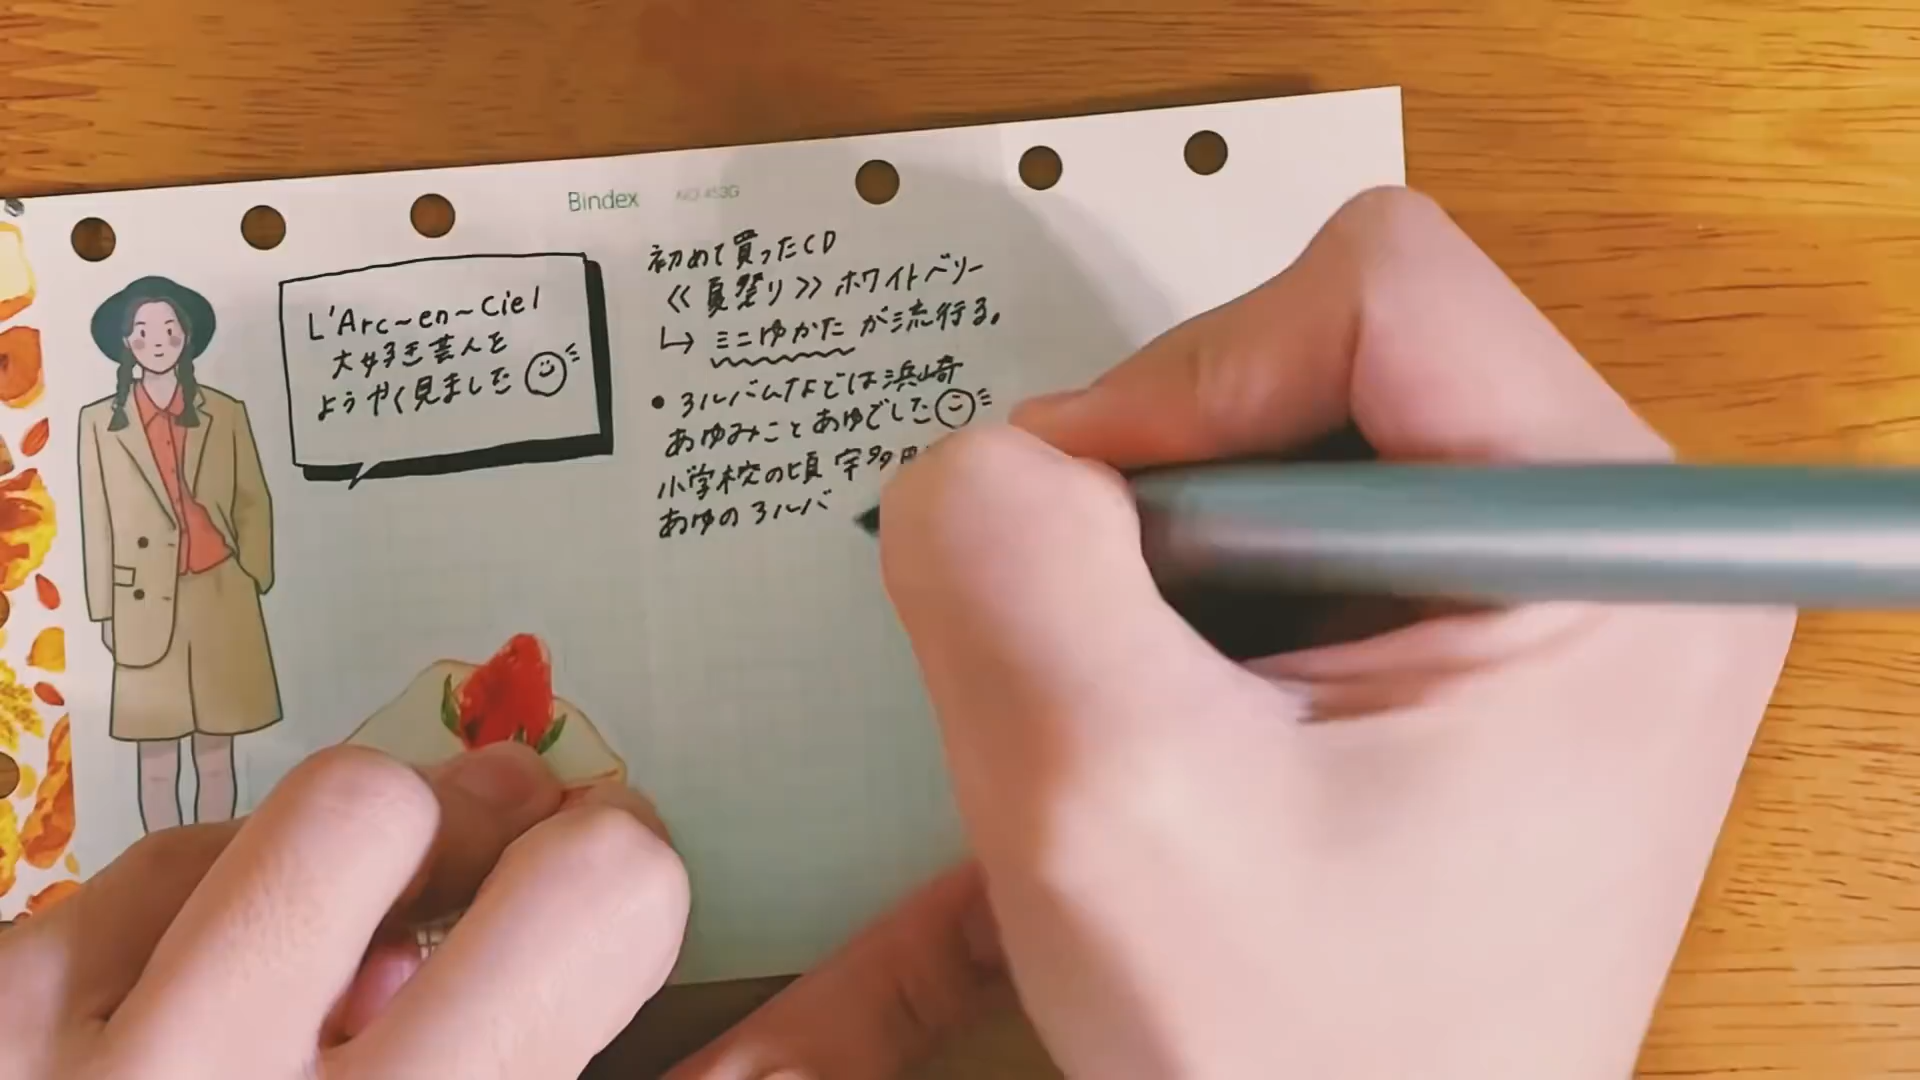 Bindex NO.453G
L'Arc~en~Ciel
大好き芸人を
ようやく見ました
初めて買ったCD
《夏祭り》ホワイトベリー
↳ ミニゆかた が流行る。
• アルバムなどは浜崎
あゆみことあゆでした
小学校の頃 宇多田
あゆのアルバ